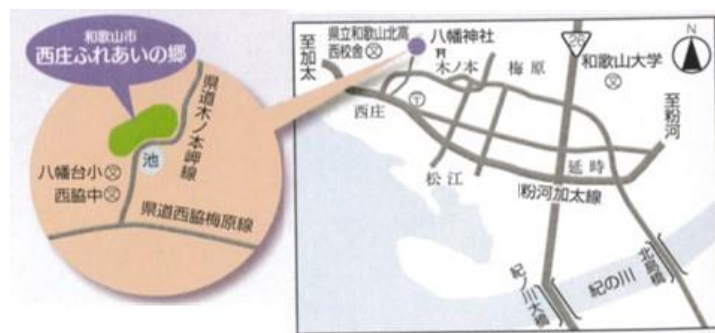 和歌山市
西庄ふれあいの郷
県道木ノ本岬線
池
八幡台小
西脇中
県道西脇梅原線
至加太
県立和歌山北高
西校舎
八幡神社
木ノ本
梅原
26
和歌山大学
N
至粉河
西庄
松江
延時
粉河加太線
紀の川
紀ノ川大橋